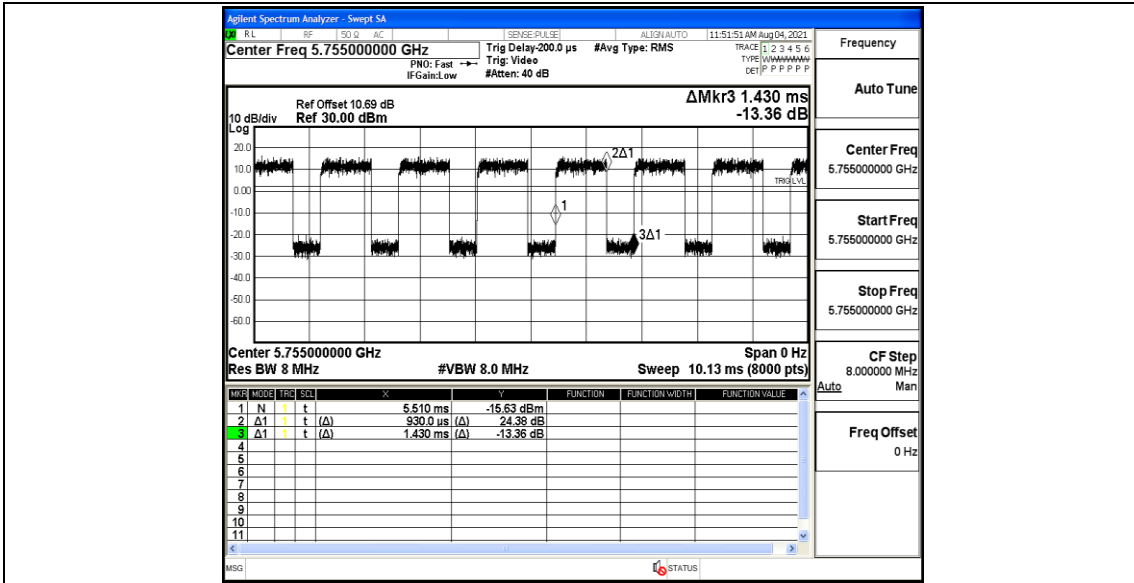 Agilent Spectrum Analyzer - Swept SA
LXI RL RF 50 Ω AC SENSE:PULSE ALIGN AUTO 11:51:51 AM Aug 04, 2021
Center Freq 5.755000000 GHz
PNO: Fast
IFGain:Low
Trig Delay-200.0 µs
Trig: Video
#Atten: 40 dB
#Avg Type: RMS
TRACE 1 2 3 4 5 6
TYPE WWWWWW
DET P P P P P P
Ref Offset 10.69 dB
10 dB/div Ref 30.00 dBm
ΔMkr3 1.430 ms
-13.36 dB
Log
20.0
10.0
0.00
-10.0
-20.0
-30.0
-40.0
-50.0
-60.0
2Δ1
TRIG LVL
1
3Δ1
Center 5.755000000 GHz Span 0 Hz
Res BW 8 MHz #VBW 8.0 MHz Sweep 10.13 ms (8000 pts)
MKR MODE TRC SCL X Y FUNCTION FUNCTION WIDTH FUNCTION VALUE
1 N 1 t 5.510 ms -15.63 dBm
2 Δ1 1 t (Δ) 930.0 µs (Δ) 24.38 dB
3 Δ1 1 t (Δ) 1.430 ms (Δ) -13.36 dB
4
5
6
7
8
9
10
11
MSG STATUS
Frequency
Auto Tune
Center Freq
5.755000000 GHz
Start Freq
5.755000000 GHz
Stop Freq
5.755000000 GHz
CF Step
8.000000 MHz
Auto Man
Freq Offset
0 Hz